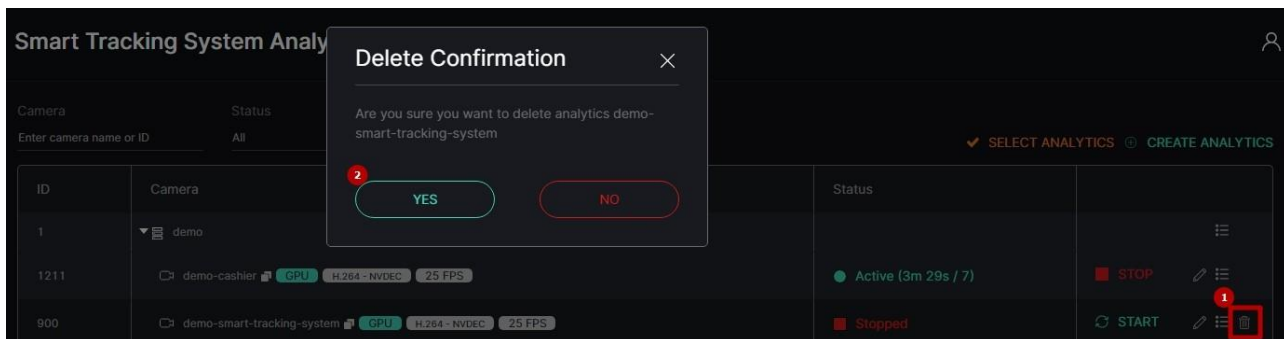 Smart Tracking System Analy
Delete Confirmation
Are you sure you want to delete analytics demo-
smart-tracking-system
2
YES
NO
Camera
Status
Enter camera name or ID
All
SELECT ANALYTICS
CREATE ANALYTICS
ID
Camera
Status
1
demo
1211
demo-cashier GPU H.264 - NVDEC 25 FPS
Active (3m 29s / 7)
STOP
1
900
demo-smart-tracking-system GPU H.264 - NVDEC 25 FPS
Stopped
START